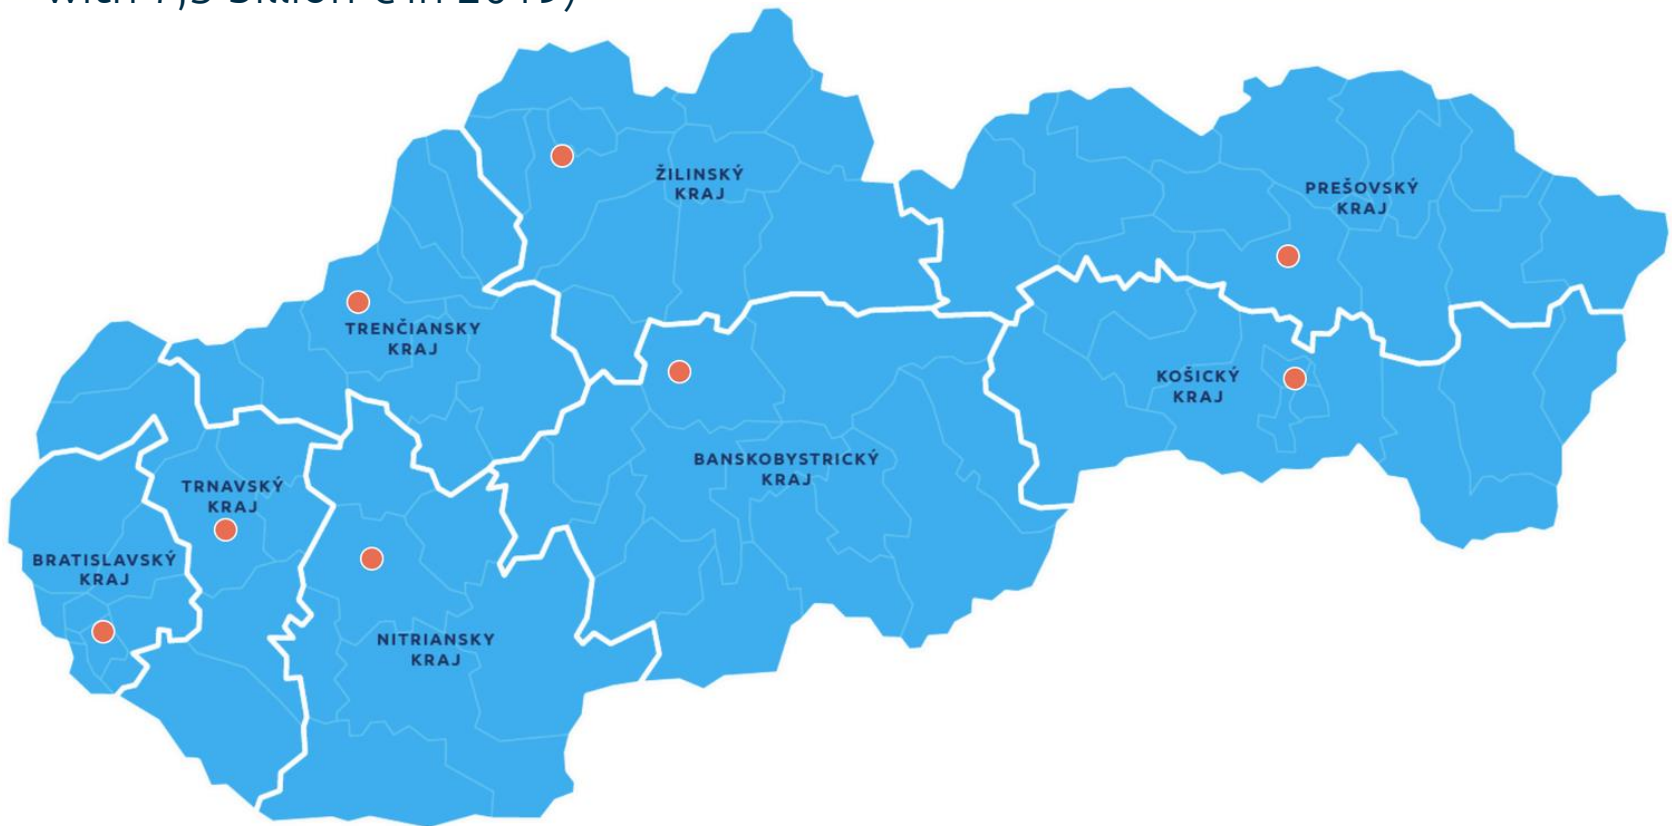 ŽILINSKÝ
KRAJ
PREŠOVSKÝ
KRAJ
TRENČIANSKY
KRAJ
KOŠICKÝ
KRAJ
BANSKOBYSTRICKÝ
KRAJ
TRNAVSKÝ
KRAJ
BRATISLAVSKÝ
KRAJ
NITRIANSKY
KRAJ